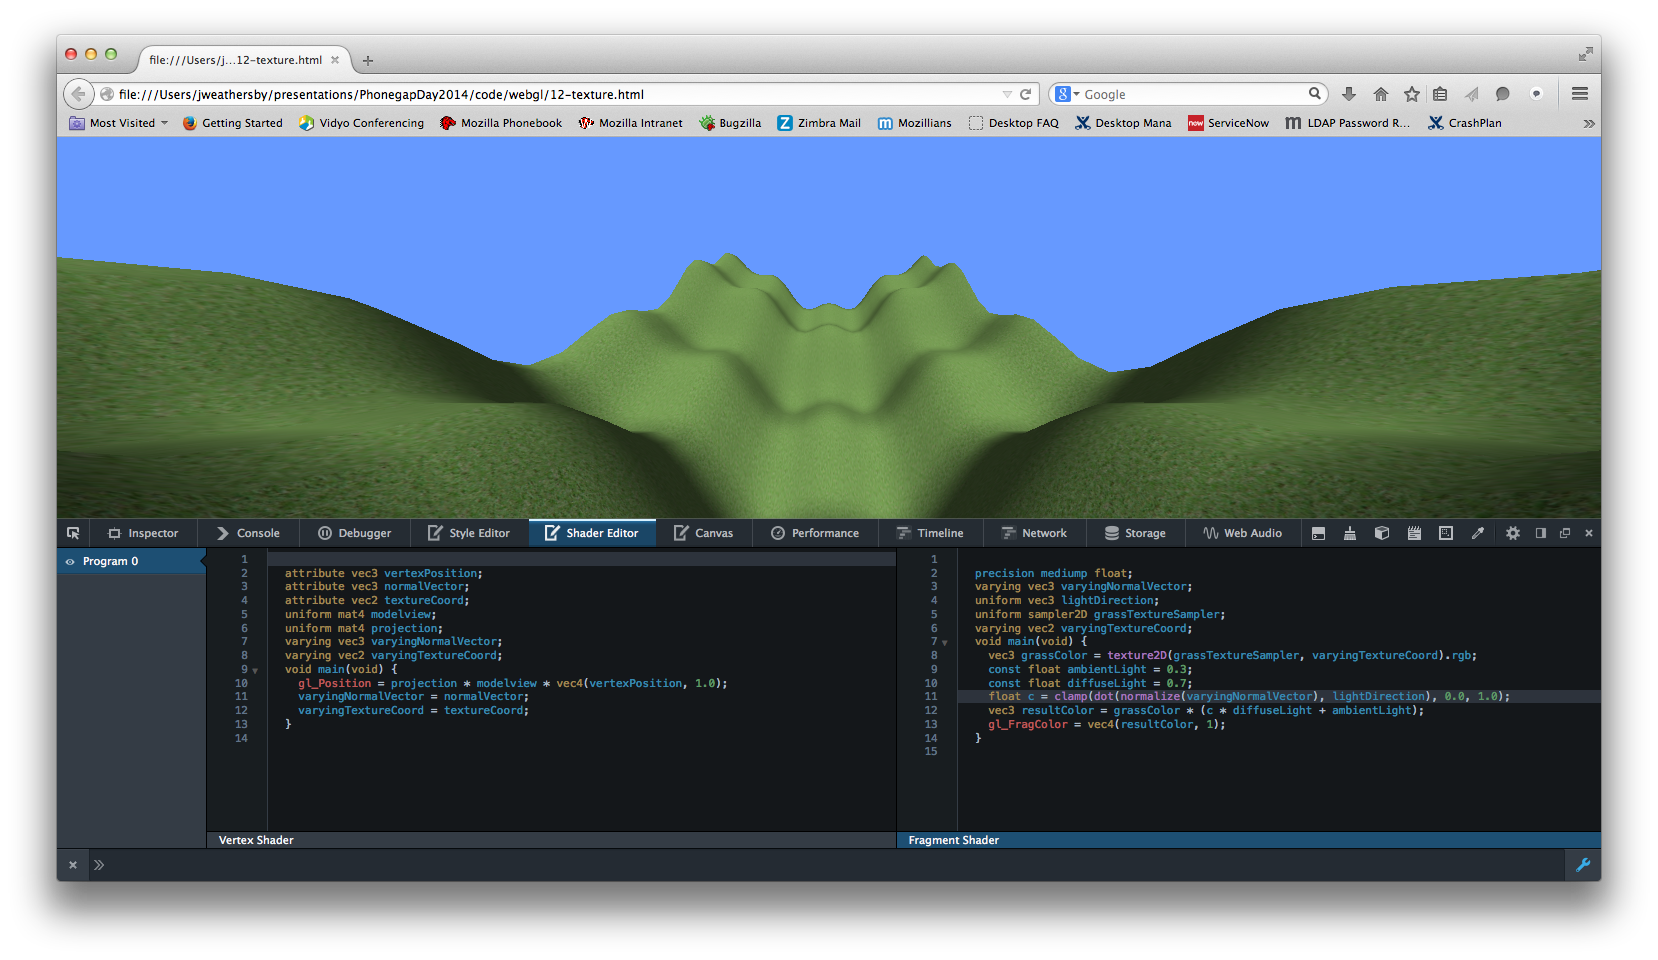 file:///Users/j...12-texture.html
file:///Users/jweathersby/presentations/PhonegapDay2014/code/webgl/12-texture.html
8 Google
Most Visited Getting Started Vidyo Conferencing Mozilla Phonebook Mozilla Intranet Bugzilla Z Zimbra Mail m Mozillians Desktop FAQ Desktop Mana now ServiceNow m LDAP Password R... CrashPlan
Inspector Console Debugger Style Editor Shader Editor Canvas Performance Timeline Network Storage Web Audio
Program 0
1
2 attribute vec3 vertexPosition;
3 attribute vec3 normalVector;
4 attribute vec2 textureCoord;
5 uniform mat4 modelview;
6 uniform mat4 projection;
7 varying vec3 varyingNormalVector;
8 varying vec2 varyingTextureCoord;
9 void main(void) {
10 gl_Position = projection * modelview * vec4(vertexPosition, 1.0);
11 varyingNormalVector = normalVector;
12 varyingTextureCoord = textureCoord;
13 }
14
Vertex Shader
1
2 precision mediump float;
3 varying vec3 varyingNormalVector;
4 uniform vec3 lightDirection;
5 uniform sampler2D grassTextureSampler;
6 varying vec2 varyingTextureCoord;
7 void main(void) {
8 vec3 grassColor = texture2D(grassTextureSampler, varyingTextureCoord).rgb;
9 const float ambientLight = 0.3;
10 const float diffuseLight = 0.7;
11 float c = clamp(dot(normalize(varyingNormalVector), lightDirection), 0.0, 1.0);
12 vec3 resultColor = grassColor * (c * diffuseLight + ambientLight);
13 gl_FragColor = vec4(resultColor, 1);
14 }
15
Fragment Shader